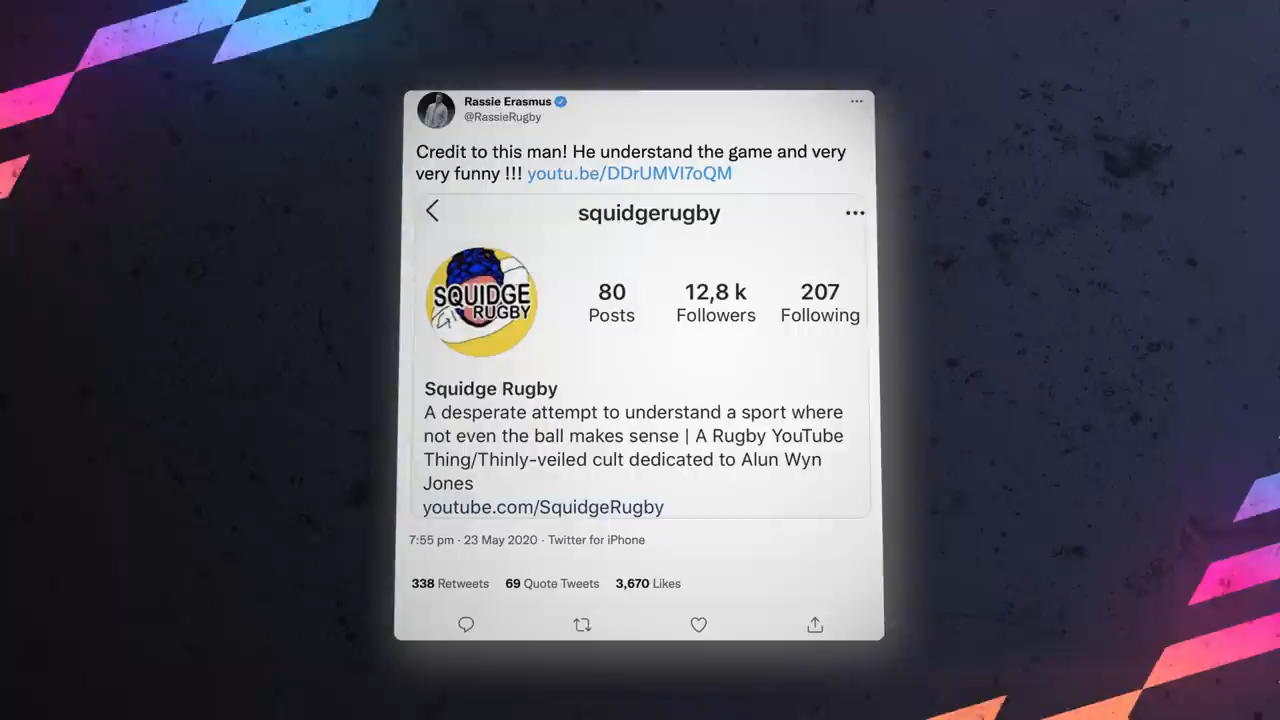 Rassie Erasmus
@RassieRugby
Credit to this man! He understand the game and very
very funny !!! youtu.be/DDrUMVI7oQM
squidgerugby
SQUIDGE
RUGBY
80
Posts
12,8 k
Followers
207
Following
Squidge Rugby
A desperate attempt to understand a sport where
not even the ball makes sense | A Rugby YouTube
Thing/Thinly-veiled cult dedicated to Alun Wyn
Jones
youtube.com/SquidgeRugby
7:55 pm · 23 May 2020 · Twitter for iPhone
338 Retweets 69 Quote Tweets 3,670 Likes